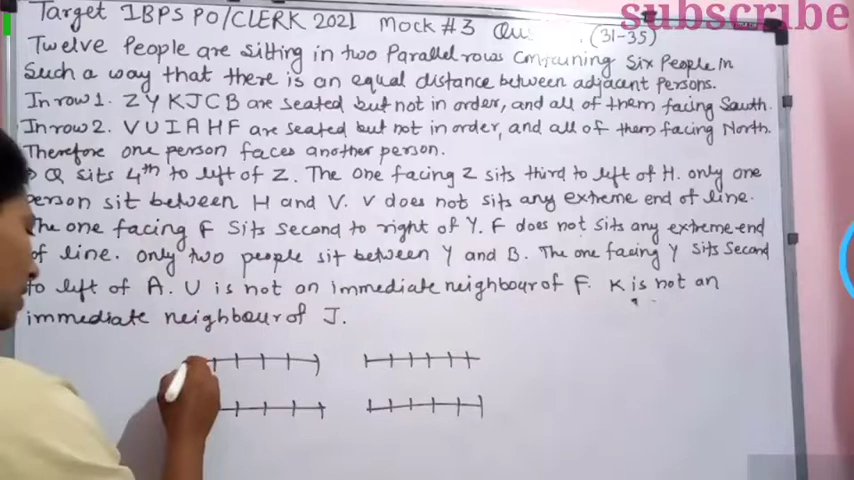 subscribe
Target IBPS PO/CLERK 2021 Mock #3 (31-35)
Twelve People are sitting in two Parallel rows containing Six People In
Such a way that there is an equal distance between adjacent Persons.
In row 1. Z Y K J C B are seated but not in order, and all of them facing South.
In row 2. V U I A H F are seated but not in order, and all of them facing North.
Therefore one person faces another person.
Q sits 4th to left of Z. The one facing Z sits third to left of H. only one
person sit between H and V. V does not sits any extreme end of line.
The one facing F Sits second to right of Y. F does not sits any extreme end
of line. only two people sit between Y and B. The one facing Y sits Second
to left of A. U is not an immediate neighbour of F. K is not an
immediate neighbour of J.